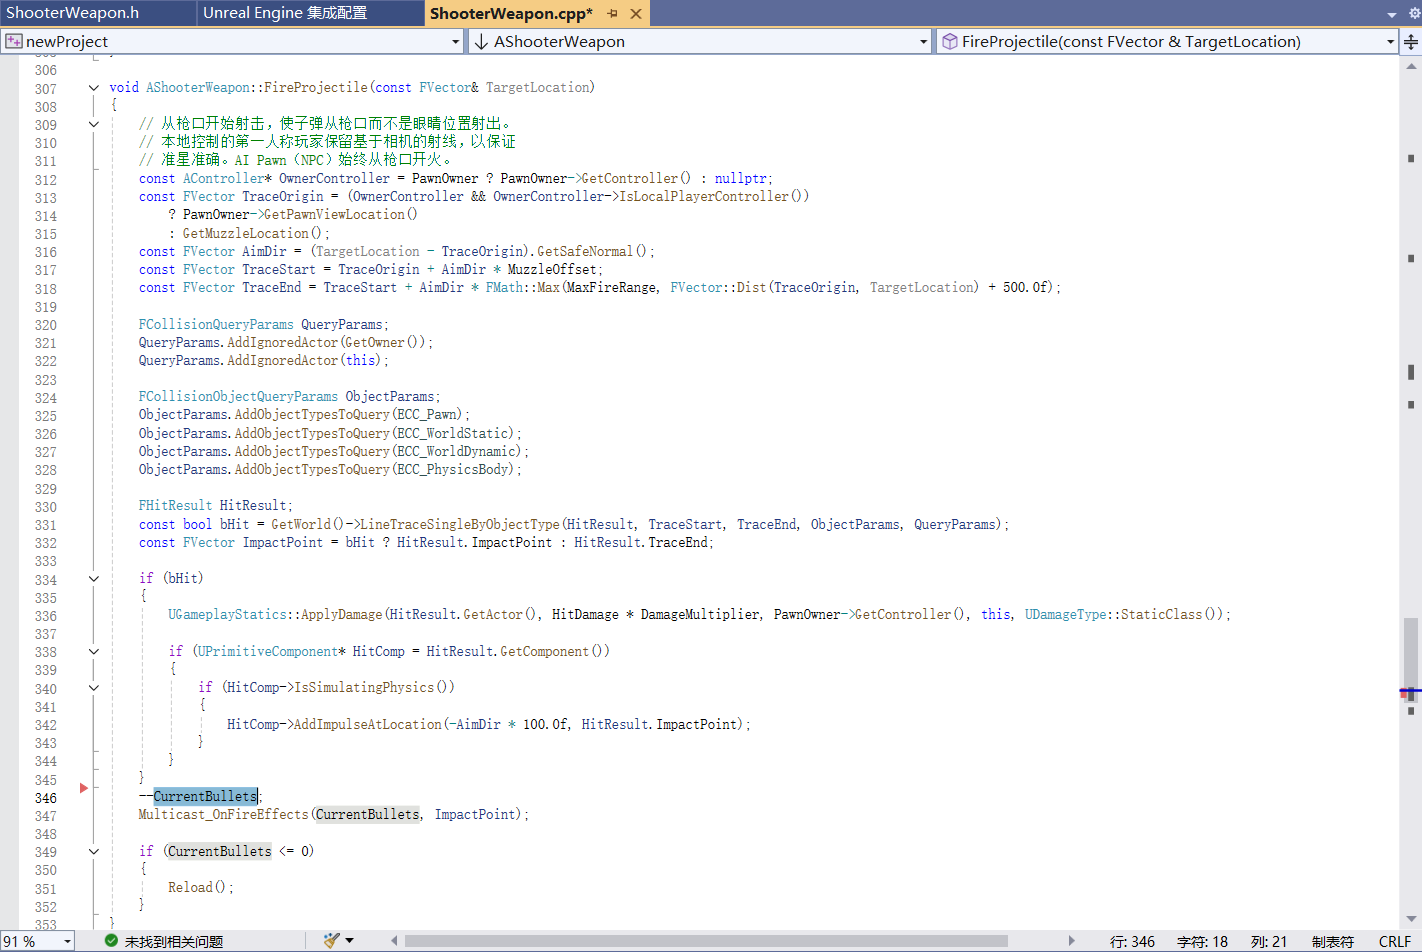 ShooterWeapon.h Unreal Engine 集成配置 ShooterWeapon.cpp*
newProject AShooterWeapon FireProjectile(const FVector & TargetLocation)
306
307 void AShooterWeapon::FireProjectile(const FVector& TargetLocation)
308 {
309 // 从枪口开始射击，使子弹从枪口而不是眼睛位置射出。
310 // 本地控制的第一人称玩家保留基于相机的射线，以保证
311 // 准星准确。AI Pawn（NPC）始终从枪口开火。
312 const AController* OwnerController = PawnOwner ? PawnOwner->GetController() : nullptr;
313 const FVector TraceOrigin = (OwnerController && OwnerController->IsLocalPlayerController())
314 ? PawnOwner->GetPawnViewLocation()
315 : GetMuzzleLocation();
316 const FVector AimDir = (TargetLocation - TraceOrigin).GetSafeNormal();
317 const FVector TraceStart = TraceOrigin + AimDir * MuzzleOffset;
318 const FVector TraceEnd = TraceStart + AimDir * FMath::Max(MaxFireRange, FVector::Dist(TraceOrigin, TargetLocation) + 500.0f);
319
320 FCollisionQueryParams QueryParams;
321 QueryParams.AddIgnoredActor(GetOwner());
322 QueryParams.AddIgnoredActor(this);
323
324 FCollisionObjectQueryParams ObjectParams;
325 ObjectParams.AddObjectTypesToQuery(ECC_Pawn);
326 ObjectParams.AddObjectTypesToQuery(ECC_WorldStatic);
327 ObjectParams.AddObjectTypesToQuery(ECC_WorldDynamic);
328 ObjectParams.AddObjectTypesToQuery(ECC_PhysicsBody);
329
330 FHitResult HitResult;
331 const bool bHit = GetWorld()->LineTraceSingleByObjectType(HitResult, TraceStart, TraceEnd, ObjectParams, QueryParams);
332 const FVector ImpactPoint = bHit ? HitResult.ImpactPoint : HitResult.TraceEnd;
333
334 if (bHit)
335 {
336 UGameplayStatics::ApplyDamage(HitResult.GetActor(), HitDamage * DamageMultiplier, PawnOwner->GetController(), this, UDamageType::StaticClass());
337
338 if (UPrimitiveComponent* HitComp = HitResult.GetComponent())
339 {
340 if (HitComp->IsSimulatingPhysics())
341 {
342 HitComp->AddImpulseAtLocation(-AimDir * 100.0f, HitResult.ImpactPoint);
343 }
344 }
345 }
346 --CurrentBullets;
347 Multicast_OnFireEffects(CurrentBullets, ImpactPoint);
348
349 if (CurrentBullets <= 0)
350 {
351 Reload();
352 }
353 }
91 % 未找到相关问题 行: 346 字符: 18 列: 21 制表符 CRLF